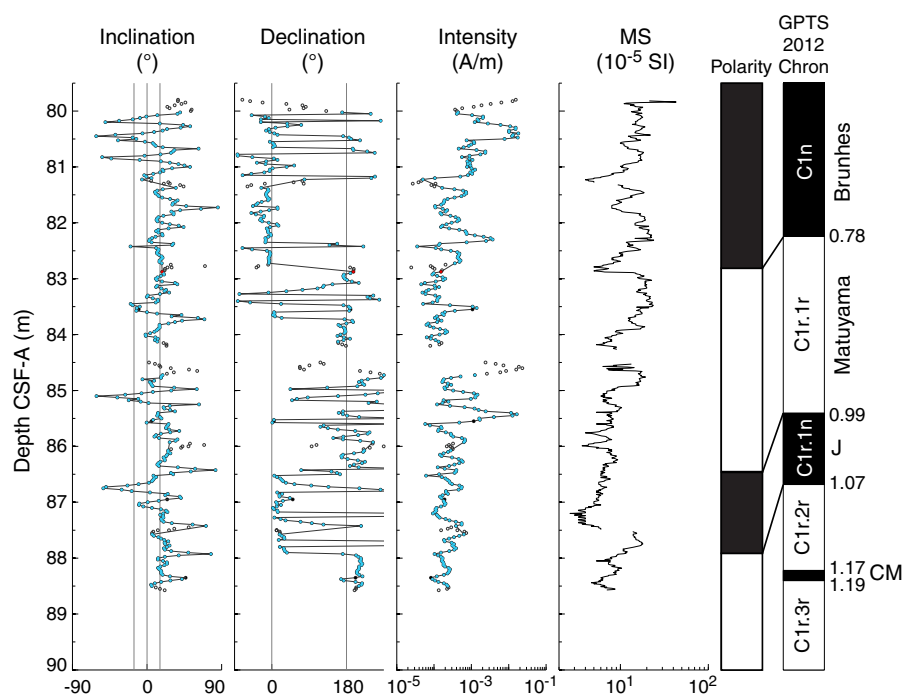 Inclination
(°)
Declination
(°)
Intensity
(A/m)
MS
(10-5 SI)
Polarity
GPTS
2012
Chron
Depth CSF-A (m)
80
81
82
83
84
85
86
87
88
89
90
-90
0
90
0
180
10-5
10-3
10-1
101
102
C1n
C1r.1r
C1r.1n
C1r.2r
C1r.3r
0.78
0.99
1.07
1.17
1.19
Brunhes
Matuyama
J
CM